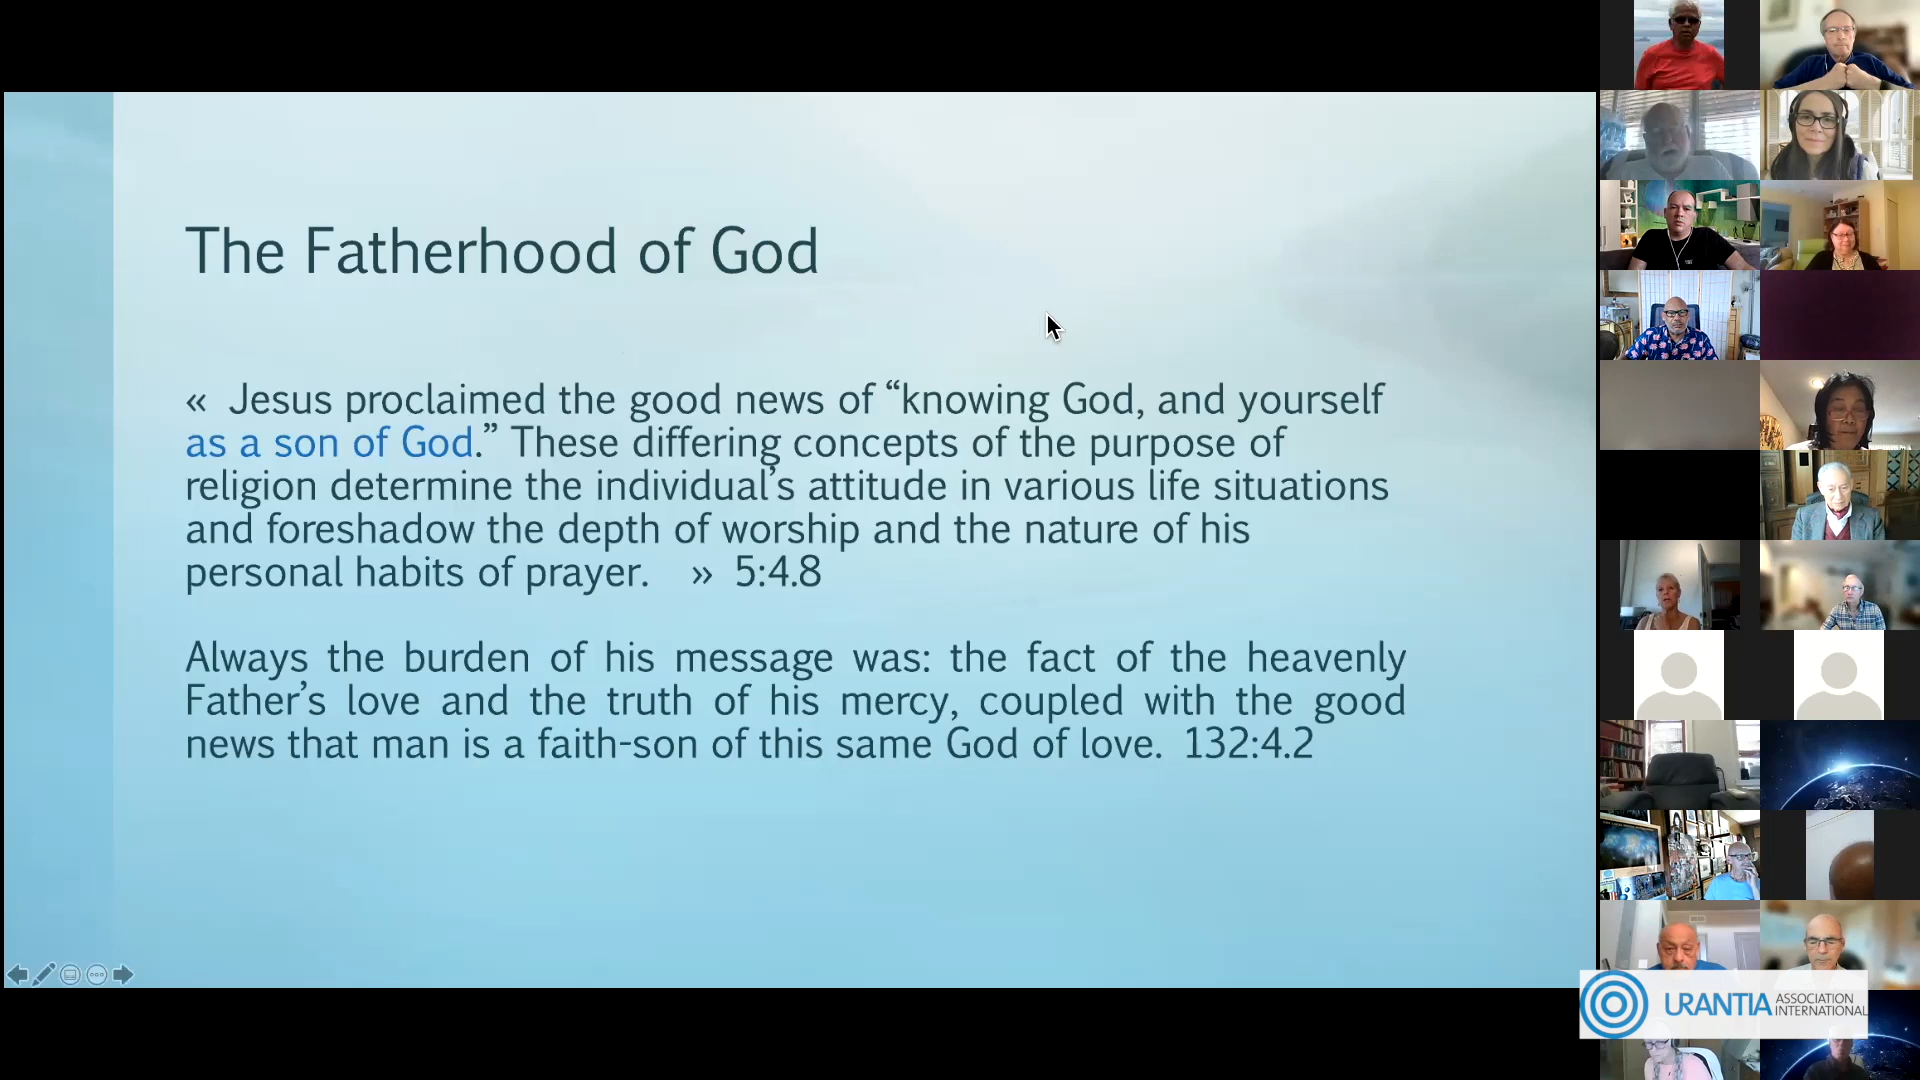 The Fatherhood of God
« Jesus proclaimed the good news of “knowing God, and yourself
as a son of God.” These differing concepts of the purpose of
religion determine the individual’s attitude in various life situations
and foreshadow the depth of worship and the nature of his
personal habits of prayer. » 5:4.8
Always the burden of his message was: the fact of the heavenly
Father’s love and the truth of his mercy, coupled with the good
news that man is a faith-son of this same God of love. 132:4.2
URANTIA ASSOCIATION
INTERNATIONAL